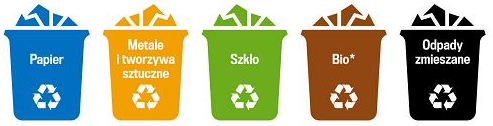 Papier
Metale
i tworzywa
sztuczne
Szkło
Bio*
Odpady
zmieszane